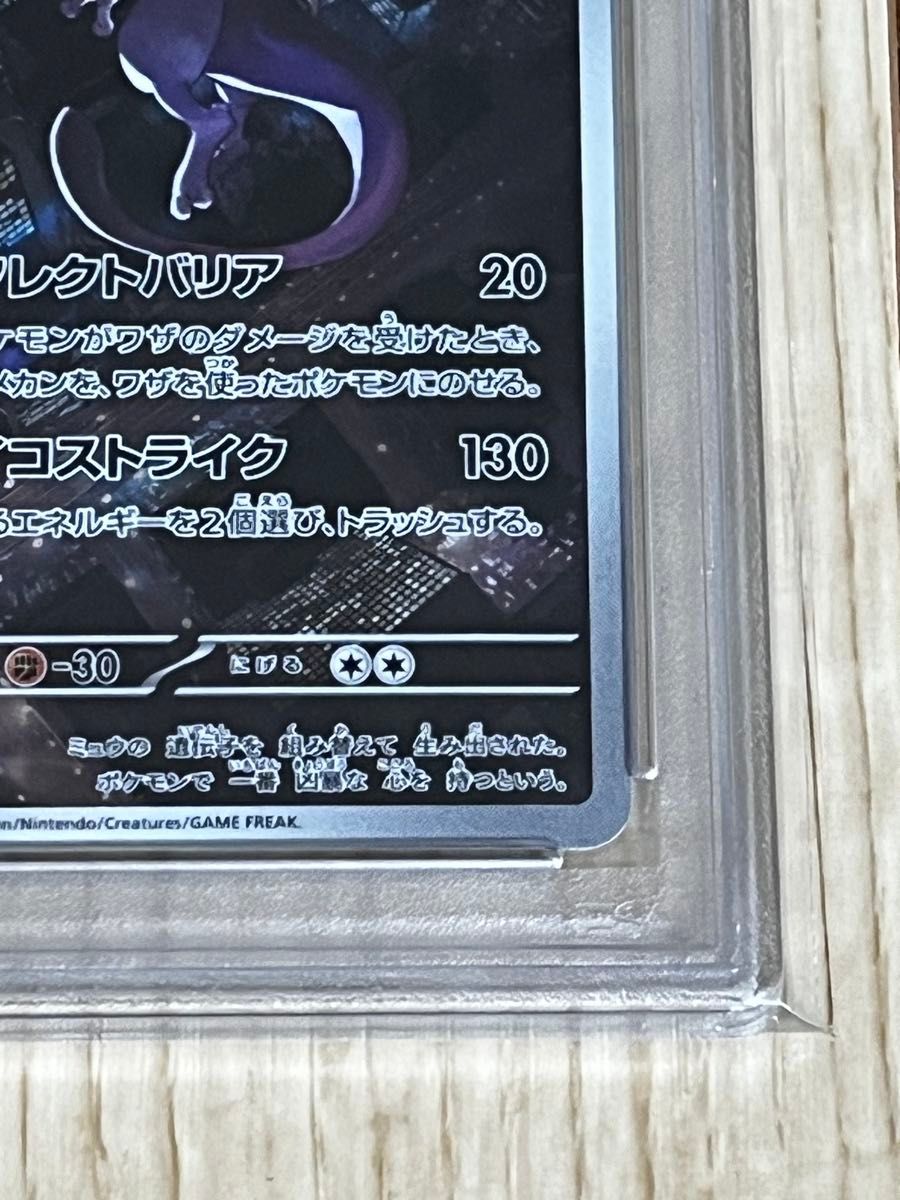 レクトバリア 20
ケモンがワザのダメージを受けたとき、
メカンを、ワザを使ったポケモンにのせる。
イコストライク 130
るエネルギーを2個選び、トラッシュする。
-30 にげる
ミュウの 遺伝子を 組み替えて 生み出された。
ポケモンで 一番 凶暴な 心を 持つという。
n/Nintendo/Creatures/GAME FREAK.